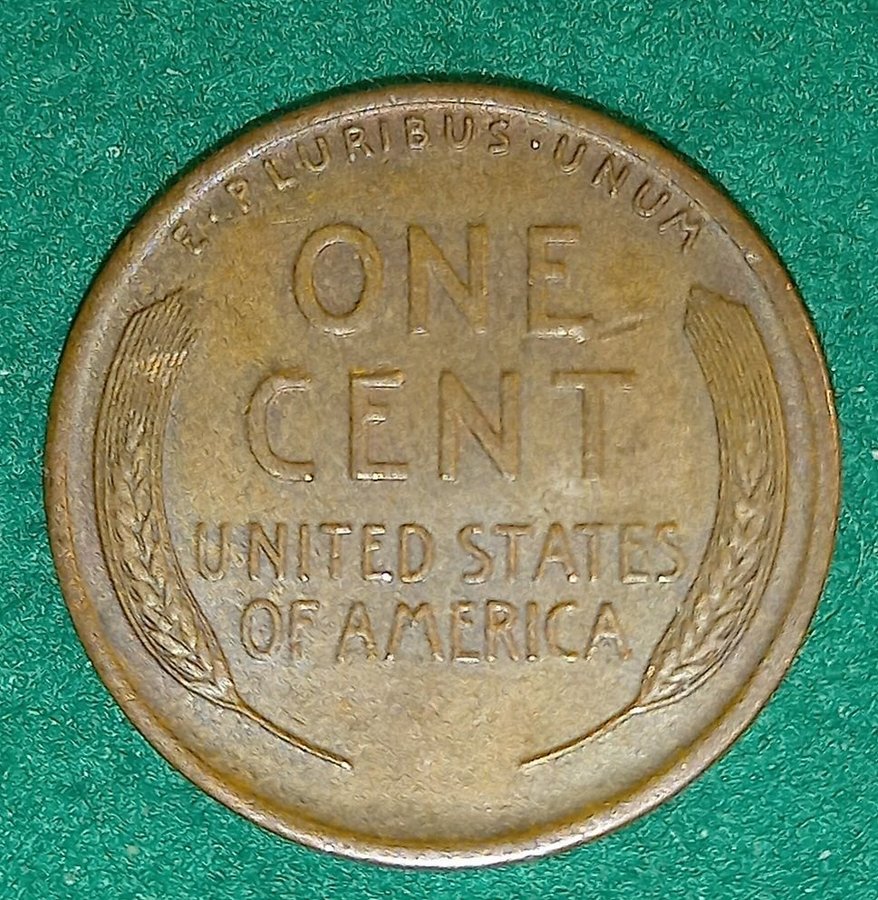 E·PLURIBUS·UNUM
ONE
CENT
UNITED STATES
OF AMERICA